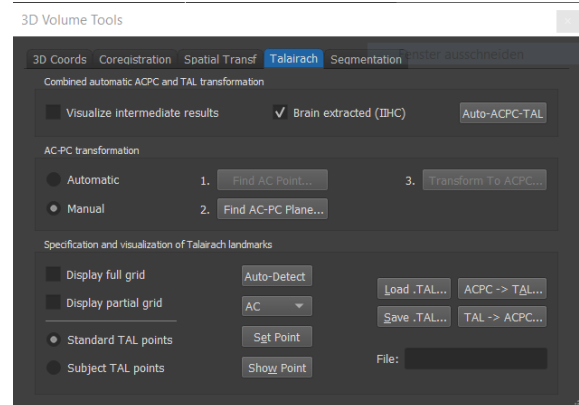 3D Volume Tools
3D Coords Coregistration Spatial Transf Talairach Segmentation
Fenster ausschneiden
Combined automatic ACPC and TAL transformation
Visualize intermediate results Brain extracted (IIHC) Auto-ACPC-TAL
AC-PC transformation
Automatic 1. Find AC Point... 3. Transform To ACPC...
Manual 2. Find AC-PC Plane...
Specification and visualization of Talairach landmarks
Display full grid Auto-Detect
Load .TAL... ACPC -> TAL...
Display partial grid AC
Save .TAL... TAL -> ACPC...
Standard TAL points Set Point
File:
Subject TAL points Show Point